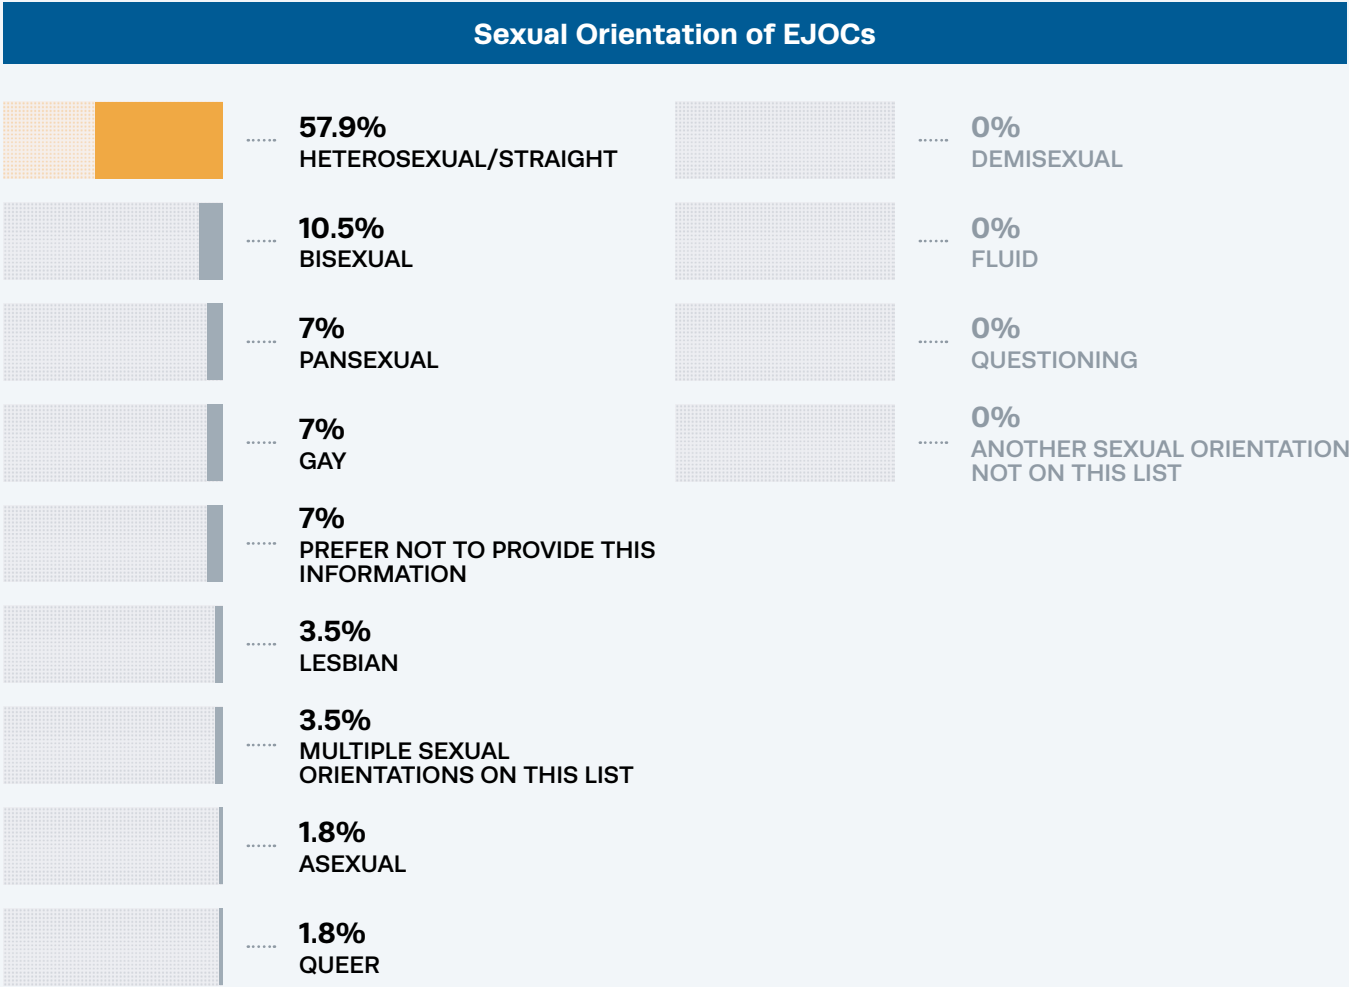 Sexual Orientation of EJOCs
57.9%
HETEROSEXUAL/STRAIGHT
10.5%
BISEXUAL
7%
PANSEXUAL
7%
GAY
7%
PREFER NOT TO PROVIDE THIS
INFORMATION
3.5%
LESBIAN
3.5%
MULTIPLE SEXUAL
ORIENTATIONS ON THIS LIST
1.8%
ASEXUAL
1.8%
QUEER
0%
DEMISEXUAL
0%
FLUID
0%
QUESTIONING
0%
ANOTHER SEXUAL ORIENTATION
NOT ON THIS LIST